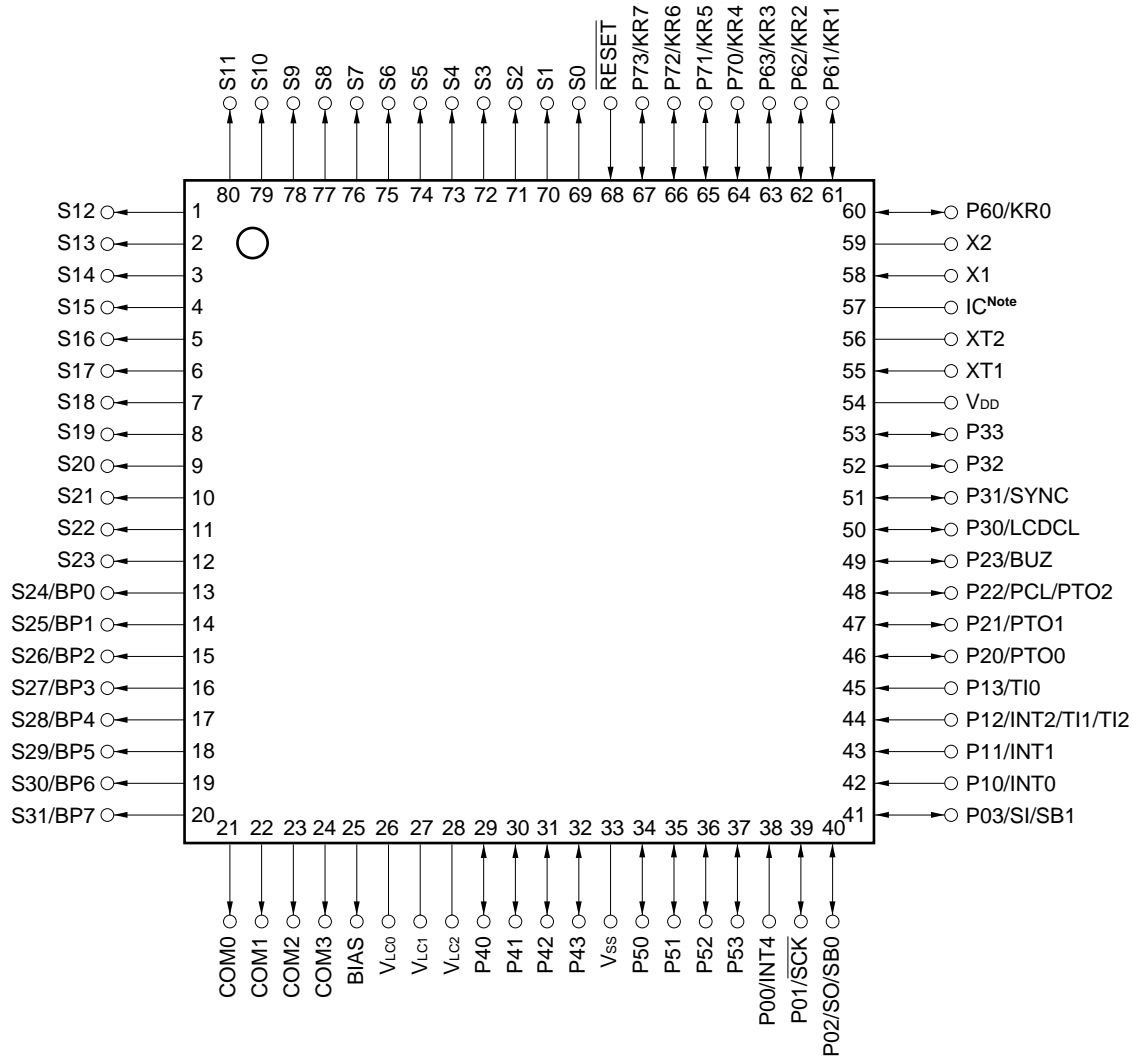 S11 S10 S9 S8 S7 S6 S5 S4 S3 S2 S1 S0 RESET P73/KR7 P72/KR6 P71/KR5 P70/KR4 P63/KR3 P62/KR2 P61/KR1
80 79 78 77 76 75 74 73 72 71 70 69 68 67 66 65 64 63 62 61
S12 1 60 P60/KR0
S13 2 59 X2
S14 3 58 X1
S15 4 57 ICNote
S16 5 56 XT2
S17 6 55 XT1
S18 7 54 VDD
S19 8 53 P33
S20 9 52 P32
S21 10 51 P31/SYNC
S22 11 50 P30/LCDCL
S23 12 49 P23/BUZ
S24/BP0 13 48 P22/PCL/PTO2
S25/BP1 14 47 P21/PTO1
S26/BP2 15 46 P20/PTO0
S27/BP3 16 45 P13/TI0
S28/BP4 17 44 P12/INT2/TI1/TI2
S29/BP5 18 43 P11/INT1
S30/BP6 19 42 P10/INT0
S31/BP7 20 41 P03/SI/SB1
21 22 23 24 25 26 27 28 29 30 31 32 33 34 35 36 37 38 39 40
COM0 COM1 COM2 COM3 BIAS VLC0 VLC1 VLC2 P40 P41 P42 P43 VSS P50 P51 P52 P53 P00/INT4 P01/SCK P02/SO/SB0